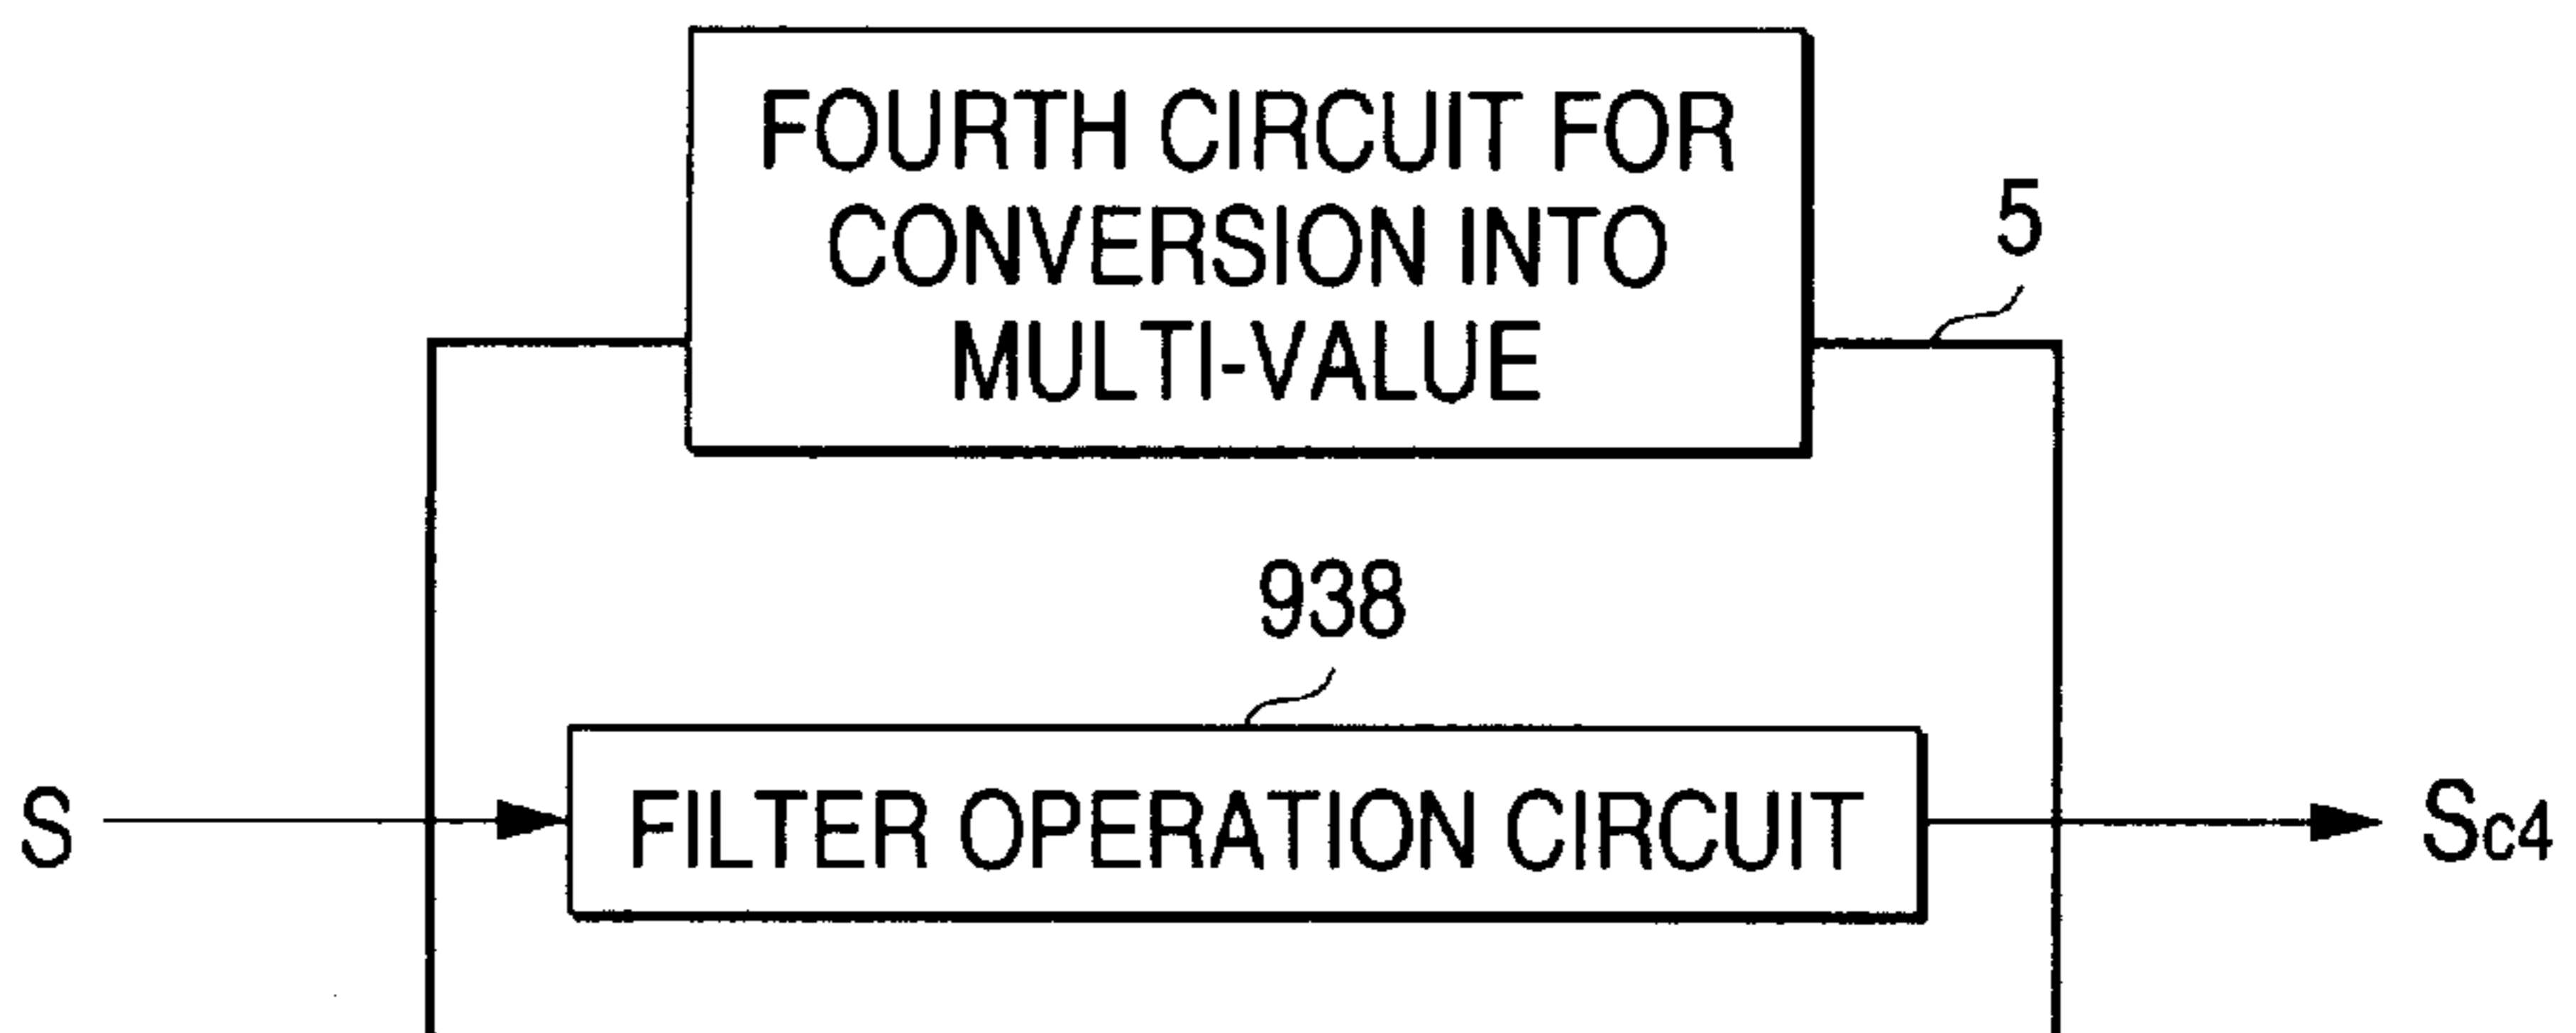 FOURTH CIRCUIT FOR
CONVERSION INTO
MULTI-VALUE
5
938
S
FILTER OPERATION CIRCUIT
Sc4